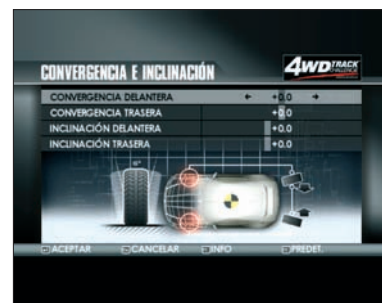 4WD TRACK
CHALLENGE
CONVERGENCIA E INCLINACIÓN
CONVERGENCIA DELANTERA +0.0
CONVERGENCIA TRASERA +0.0
INCLINACIÓN DELANTERA +0.0
INCLINACIÓN TRASERA +0.0
ACEPTAR CANCELAR INFO PREDET.